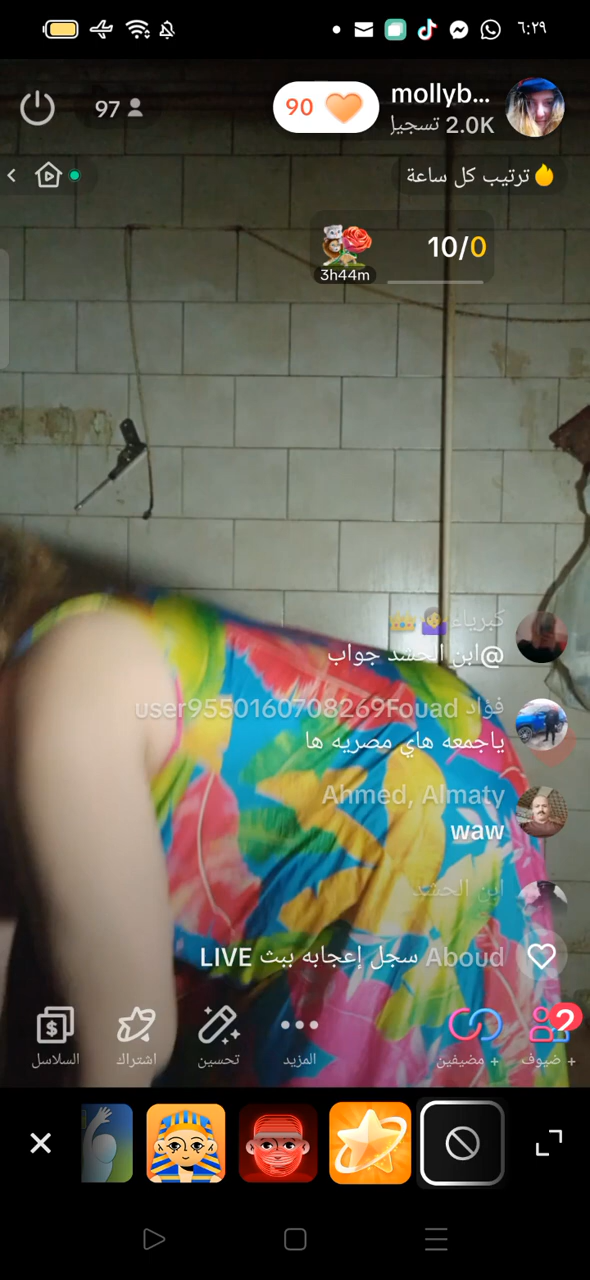 ٦:٢٩
mollyb...
2.0K تسجيل
90
97
ترتيب كل ساعة
10/0
3h44m
كبرياء
@ابن الحشد جواب
فؤاد user9550160708269Fouad
ياجمعه هاي مصريه ها
Ahmed, Almaty
waw
ابن الحشد
Aboud سجل إعجابه ببث LIVE
+ ضيوف
2
+ مضيفين
المزيد
تحسين
اشتراك
السلاسل